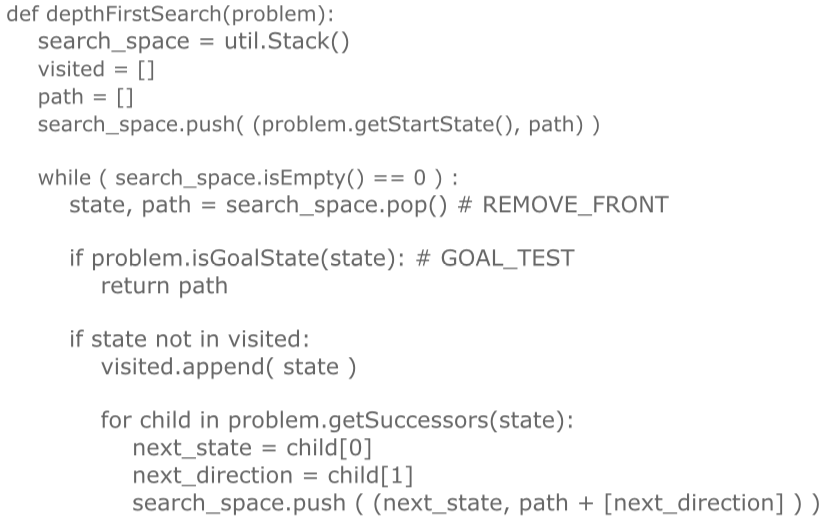 def depthFirstSearch(problem):
search_space = util.Stack()
visited = []
path = []
search_space.push( (problem.getStartState(), path) )
while ( search_space.isEmpty() == 0 ) :
state, path = search_space.pop() # REMOVE_FRONT
if problem.isGoalState(state): # GOAL_TEST
return path
if state not in visited:
visited.append( state )
for child in problem.getSuccessors(state):
next_state = child[0]
next_direction = child[1]
search_space.push ( (next_state, path + [next_direction] ) )